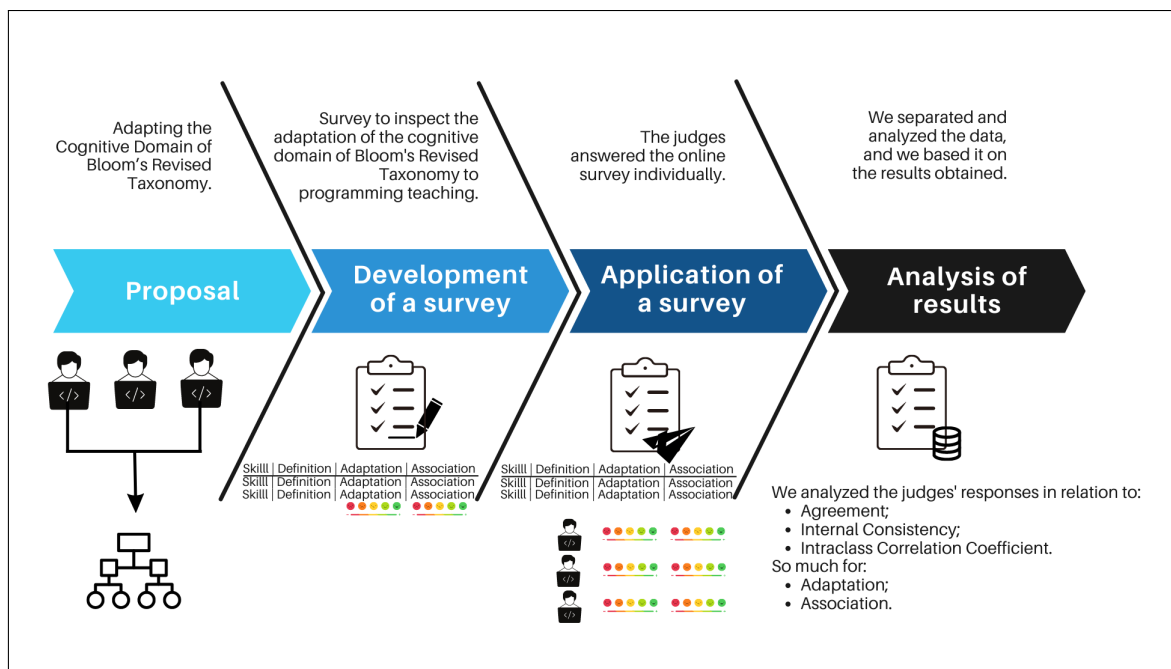 Adapting the
Cognitive Domain of
Bloom's Revised
Taxonomy.
Survey to inspect the
adaptation of the cognitive
domain of Bloom's Revised
Taxonomy to
programming teaching.
The judges
answered the online
survey individually.
We separated and
analyzed the data,
and we based it on
the results obtained.
Proposal
Development
of a survey
Application of
a survey
Analysis of
results
</>
</>
</>
Skilll | Definition | Adaptation | Association
Skilll | Definition | Adaptation | Association
Skilll | Definition | Adaptation | Association
Skilll | Definition | Adaptation | Association
Skilll | Definition | Adaptation | Association
Skilll | Definition | Adaptation | Association
</>
</>
</>
We analyzed the judges' responses in relation to:
• Agreement;
• Internal Consistency;
• Intraclass Correlation Coefficient.
So much for:
• Adaptation;
• Association.